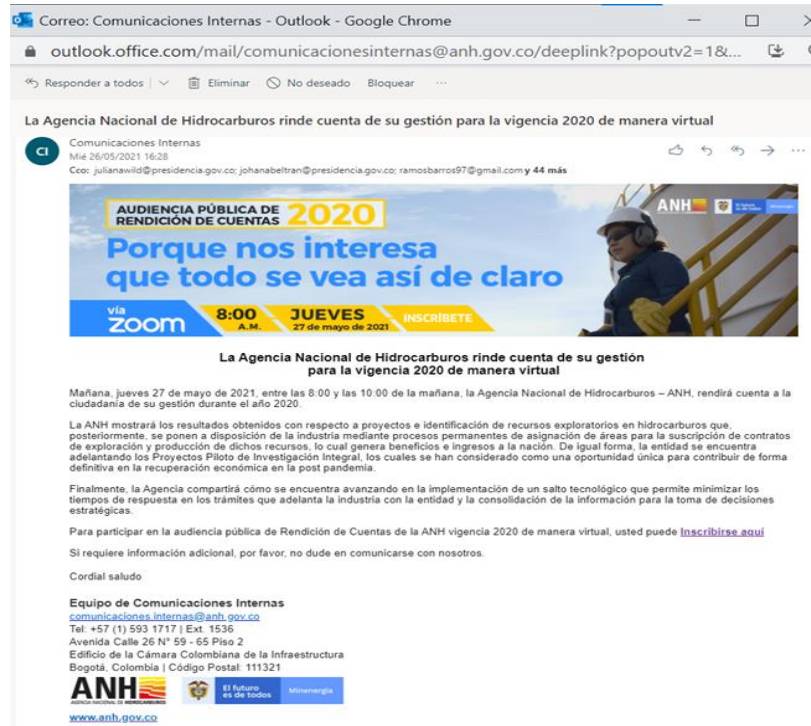 Correo: Comunicaciones Internas - Outlook - Google Chrome
outlook.office.com/mail/comunicacionesinternas@anh.gov.co/deeplink?popoutv2=1&...
Responder a todos Eliminar No deseado Bloquear ...
La Agencia Nacional de Hidrocarburos rinde cuenta de su gestión para la vigencia 2020 de manera virtual
CI
Comunicaciones Internas
Mié 26/05/2021 16:28
Cco: julianawild@presidencia.gov.co; johanabeltran@presidencia.gov.co; ramosbarros97@gmail.com y 44 más
AUDIENCIA PÚBLICA DE
RENDICIÓN DE CUENTAS 2020
ANH
Porque nos interesa
que todo se vea así de claro
vía
zoom
8:00
A.M.
JUEVES
27 de mayo de 2021
INSCRÍBETE
La Agencia Nacional de Hidrocarburos rinde cuenta de su gestión
para la vigencia 2020 de manera virtual
Mañana, jueves 27 de mayo de 2021, entre las 8:00 y las 10:00 de la mañana, la Agencia Nacional de Hidrocarburos – ANH, rendirá cuenta a la
ciudadanía de su gestión durante el año 2020.
La ANH mostrará los resultados obtenidos con respecto a proyectos e identificación de recursos exploratorios en hidrocarburos que,
posteriormente, se ponen a disposición de la industria mediante procesos permanentes de asignación de áreas para la suscripción de contratos
de exploración y producción de dichos recursos, lo cual genera beneficios e ingresos a la nación. De igual forma, la entidad se encuentra
adelantando los Proyectos Piloto de Investigación Integral, los cuales se han considerado como una oportunidad única para contribuir de forma
definitiva en la recuperación económica en la post pandemia.
Finalmente, la Agencia compartirá cómo se encuentra avanzando en la implementación de un salto tecnológico que permite minimizar los
tiempos de respuesta en los trámites que adelanta la industria con la entidad y la consolidación de la información para la toma de decisiones
estratégicas.
Para participar en la audiencia pública de Rendición de Cuentas de la ANH vigencia 2020 de manera virtual, usted puede Inscribirse aquí
Si requiere información adicional, por favor, no dude en comunicarse con nosotros.
Cordial saludo
Equipo de Comunicaciones Internas
comunicaciones.internas@anh.gov.co
Tel: +57 (1) 593 1717 | Ext. 1536
Avenida Calle 26 N° 59 - 65 Piso 2
Edificio de la Cámara Colombiana de la Infraestructura
Bogotá, Colombia | Código Postal: 111321
ANH
AGENCIA NACIONAL DE HIDROCARBUROS
El futuro
es de todos
Minenergía
www.anh.gov.co